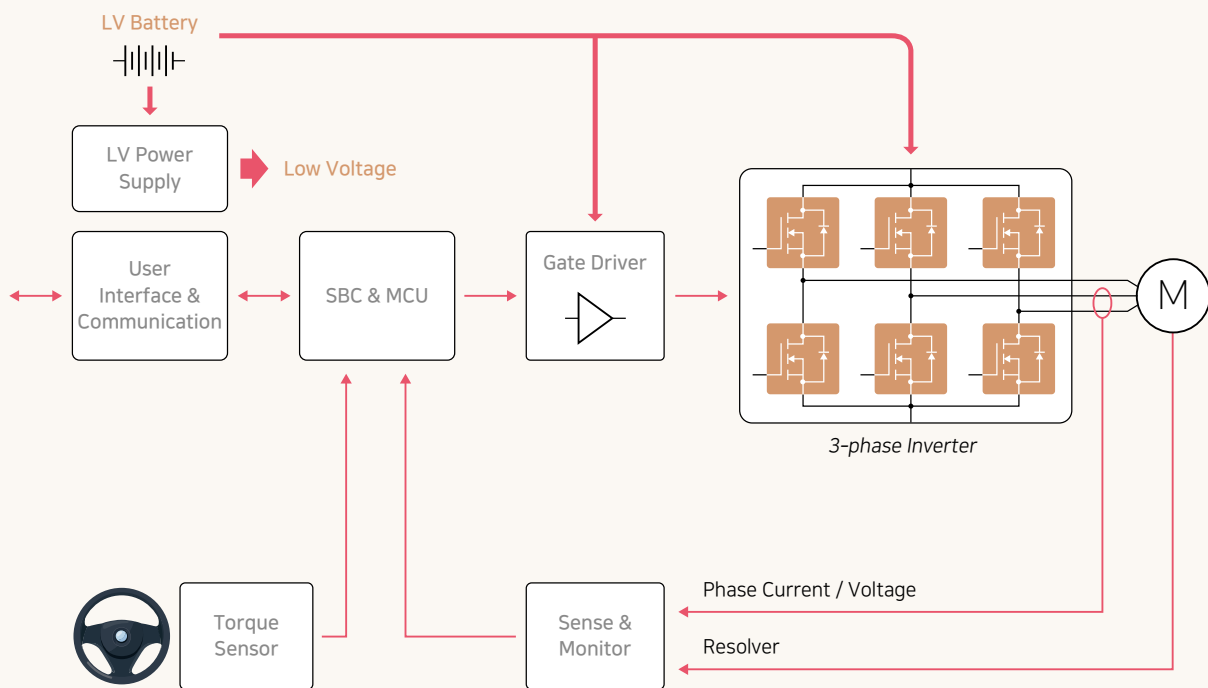 LV Battery
LV Power
Supply
Low Voltage
User
Interface &
Communication
SBC & MCU
Gate Driver
M
3-phase Inverter
Phase Current / Voltage
Torque
Sensor
Sense &
Monitor
Resolver